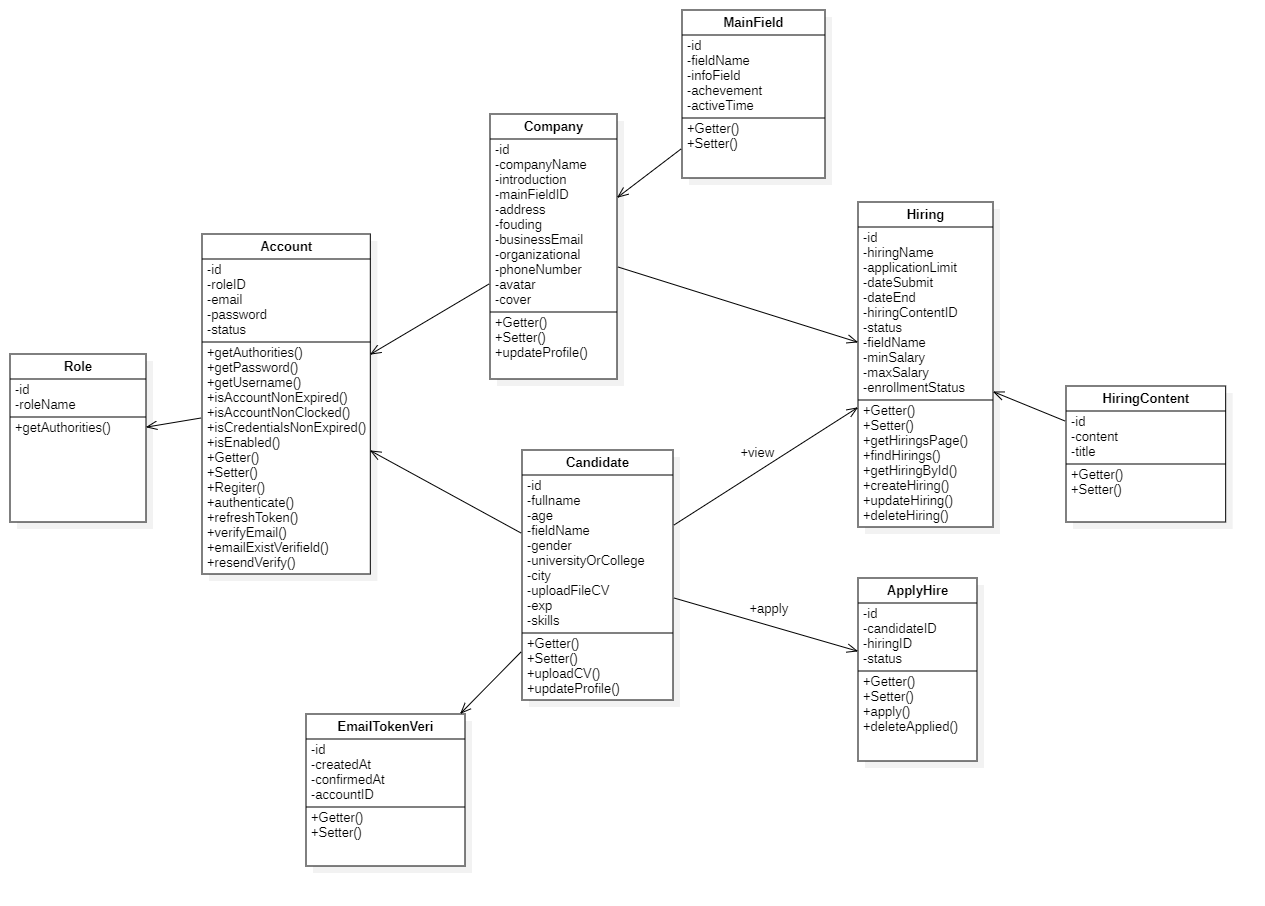 MainField
-id
-fieldName
-infoField
-achevement
-activeTime
+Getter()
+Setter()
Company
-id
-companyName
-introduction
-mainFieldID
-address
-fouding
-businessEmail
-organizational
-phoneNumber
-avatar
-cover
+Getter()
+Setter()
+updateProfile()
Hiring
-id
-hiringName
-applicationLimit
-dateSubmit
-dateEnd
-hiringContentID
-status
-fieldName
-minSalary
-maxSalary
-enrollmentStatus
+Getter()
+Setter()
+getHiringsPage()
+findHirings()
+getHiringById()
+createHiring()
+updateHiring()
+deleteHiring()
Account
-id
-roleID
-email
-password
-status
+getAuthorities()
+getPassword()
+getUsername()
+isAccountNonExpired()
+isAccountNonClocked()
+isCredentialsNonExpired()
+isEnabled()
+Getter()
+Setter()
+Regiter()
+authenticate()
+refreshToken()
+verifyEmail()
+emailExistVerifield()
+resendVerify()
Role
-id
-roleName
+getAuthorities()
HiringContent
-id
-content
-title
+Getter()
+Setter()
+view
Candidate
-id
-fullname
-age
-fieldName
-gender
-universityOrCollege
-city
-uploadFileCV
-exp
-skills
+Getter()
+Setter()
+uploadCV()
+updateProfile()
+apply
ApplyHire
-id
-candidateID
-hiringID
-status
+Getter()
+Setter()
+apply()
+deleteApplied()
EmailTokenVeri
-id
-createdAt
-confirmedAt
-accountID
+Getter()
+Setter()